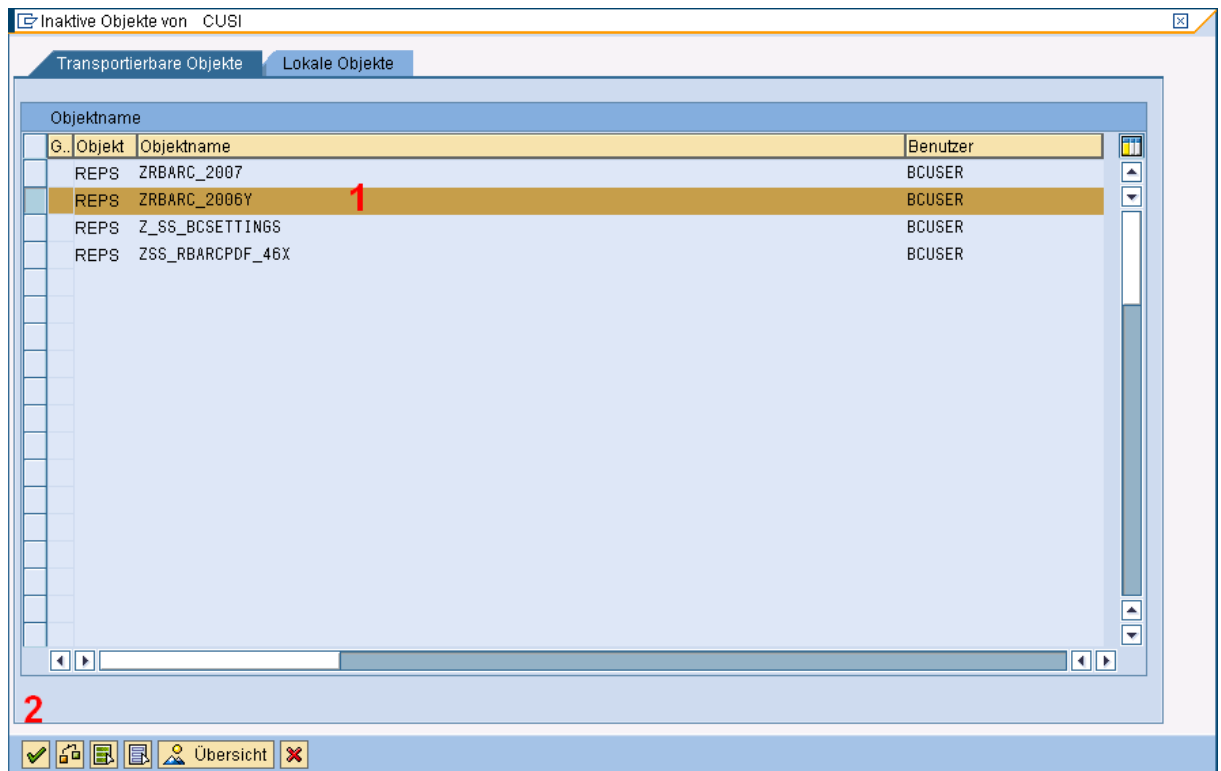 Inaktive Objekte von CUSI
Transportierbare Objekte Lokale Objekte
Objektname
G.. Objekt Objektname Benutzer
REPS ZRBARC_2007 BCUSER
REPS ZRBARC_2006Y 1 BCUSER
REPS Z_SS_BCSETTINGS BCUSER
REPS ZSS_RBARCPDF_46X BCUSER
2
Übersicht